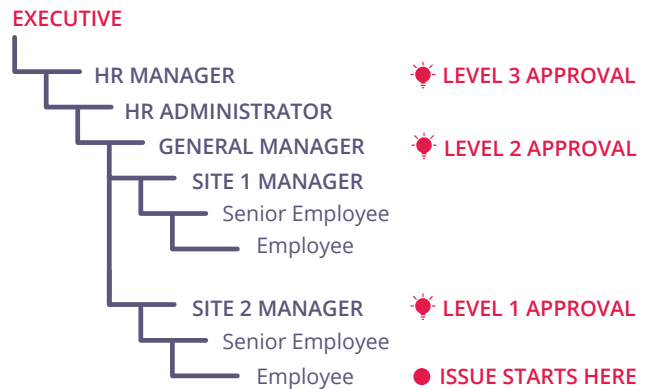 EXECUTIVE
HR MANAGER LEVEL 3 APPROVAL
HR ADMINISTRATOR
GENERAL MANAGER LEVEL 2 APPROVAL
SITE 1 MANAGER
Senior Employee
Employee
SITE 2 MANAGER LEVEL 1 APPROVAL
Senior Employee
Employee ISSUE STARTS HERE